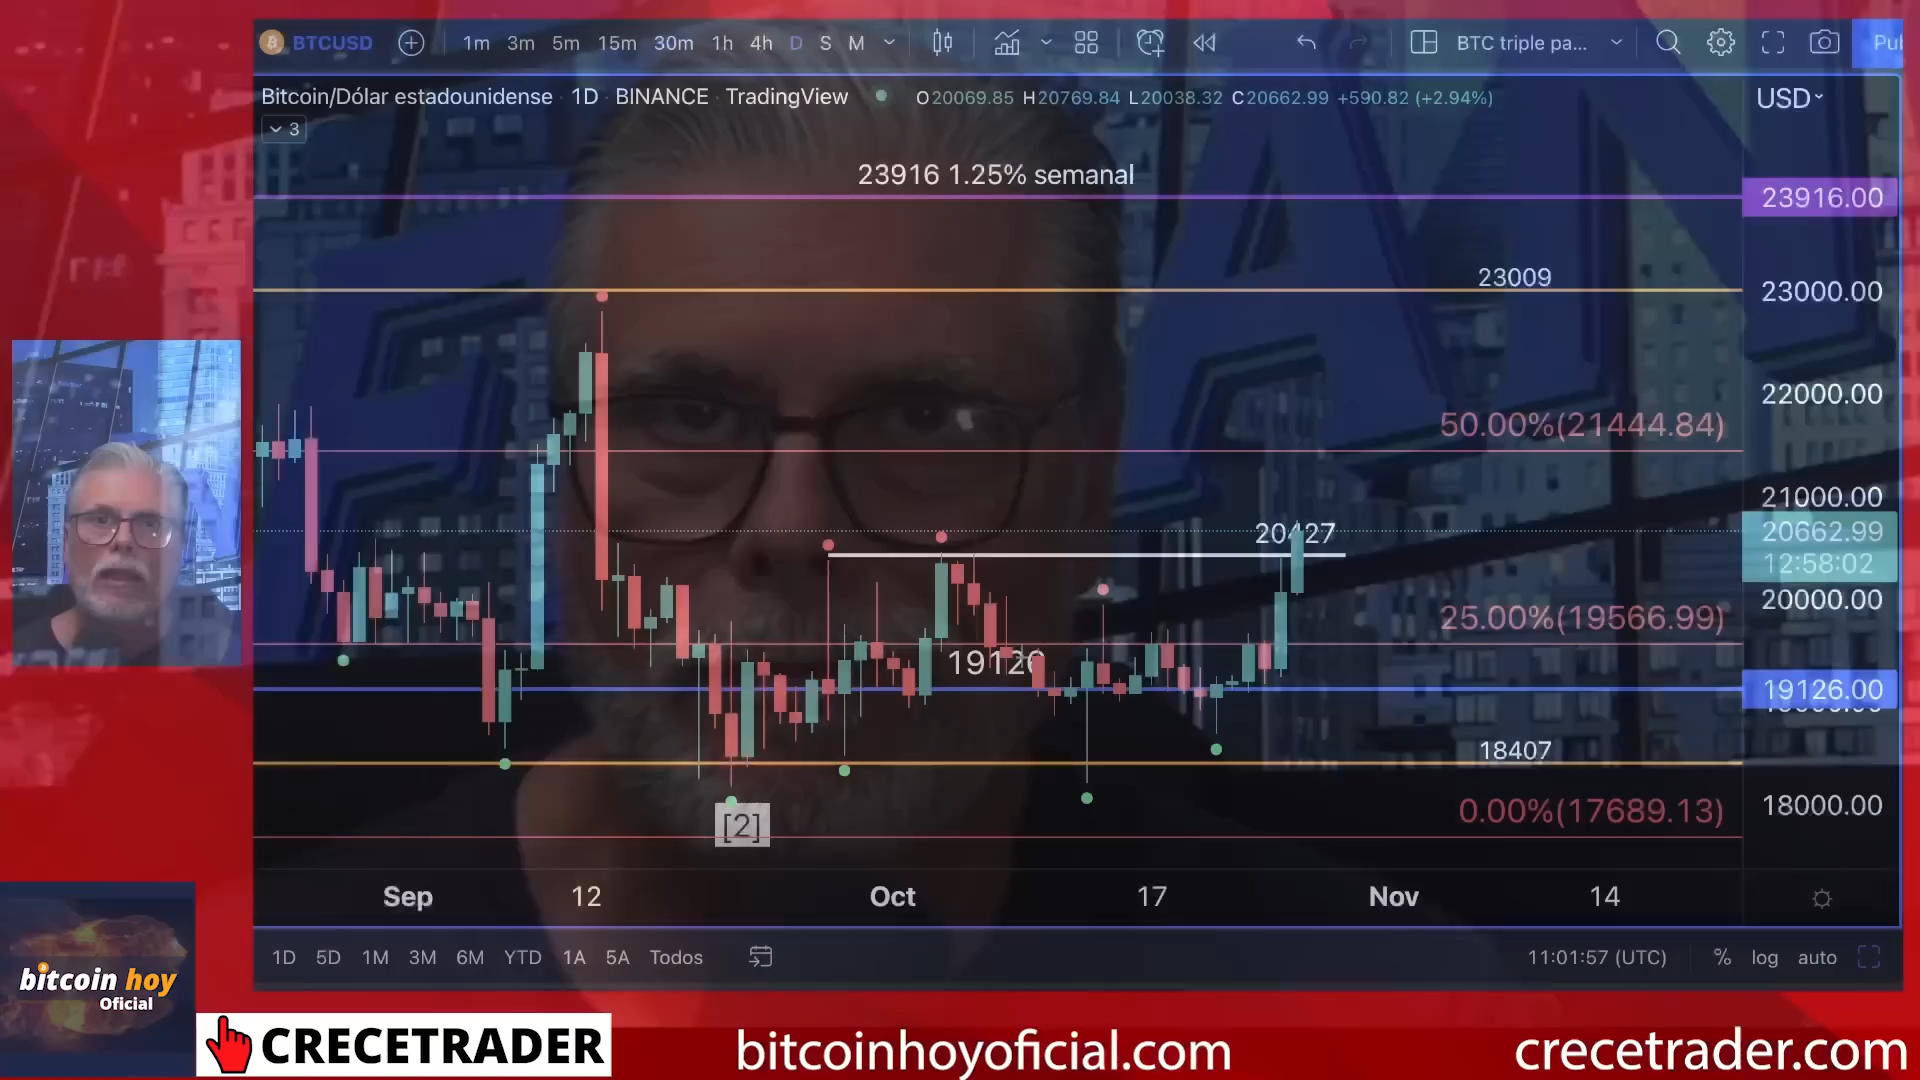 BTCUSD 1m 3m 5m 15m 30m 1h 4h D S M BTC triple pa... Pub
Bitcoin/Dólar estadounidense 1D BINANCE TradingView O20069.85 H20769.84 L20038.32 C20662.99 +590.82 (+2.94%) USD
3
23916 1.25% semanal
23916.00
23009
23000.00
22000.00
50.00%(21444.84)
21000.00
20427
20662.99
12:58:02
20000.00
25.00%(19566.99)
19126
19126.00
18407
18000.00
0.00%(17689.13)
[2]
Sep 12 Oct 17 Nov 14
1D 5D 1M 3M 6M YTD 1A 5A Todos 11:01:57 (UTC) % log auto
bitcoin hoy
Oficial
CRECETRADER
bitcoinhoyoficial.com
crecetrader.com